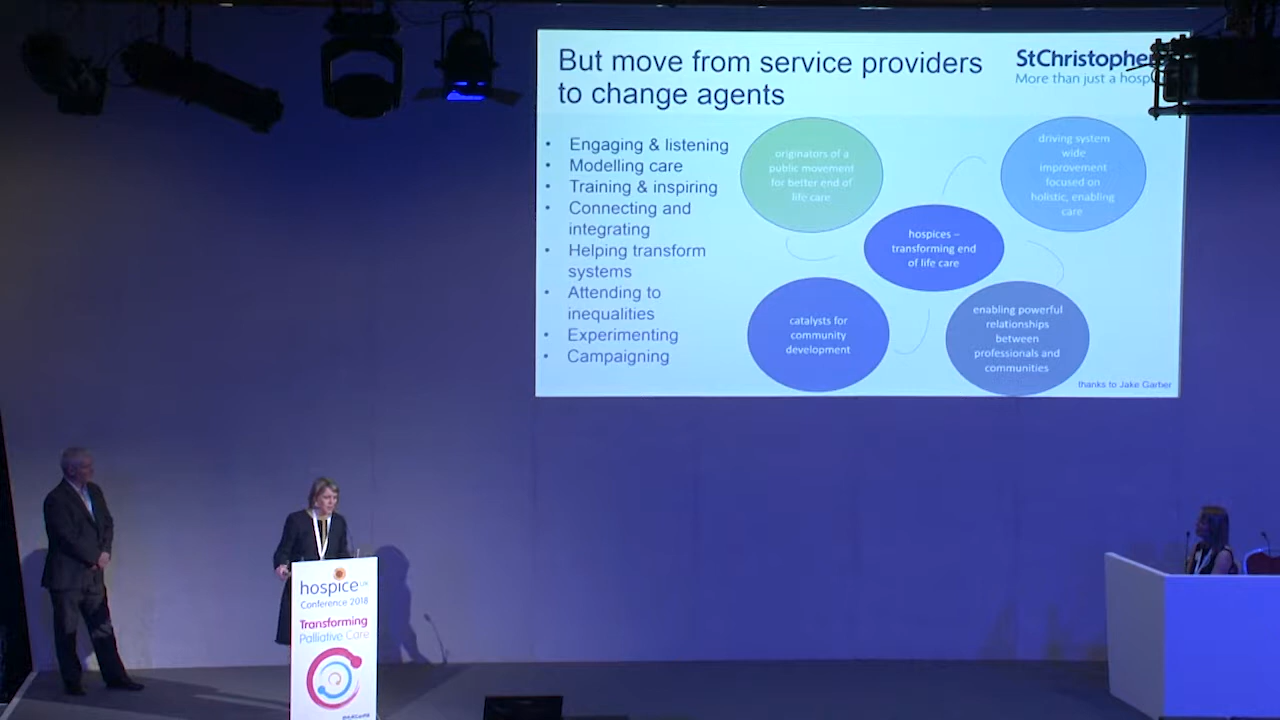 But move from service providers
to change agents
StChristopher
More than just a hosp
• Engaging & listening
• Modelling care
• Training & inspiring
• Connecting and
integrating
• Helping transform
systems
• Attending to
inequalities
• Experimenting
• Campaigning
originators of a
public movement
for better end of
life care
driving system
wide
improvement
focused on
holistic, enabling
care
hospices –
transforming end
of life care
catalysts for
community
development
enabling powerful
relationships
between
professionals and
communities
thanks to Jake Garber
hospice UK
Conference 2018
Transforming
Palliative Care